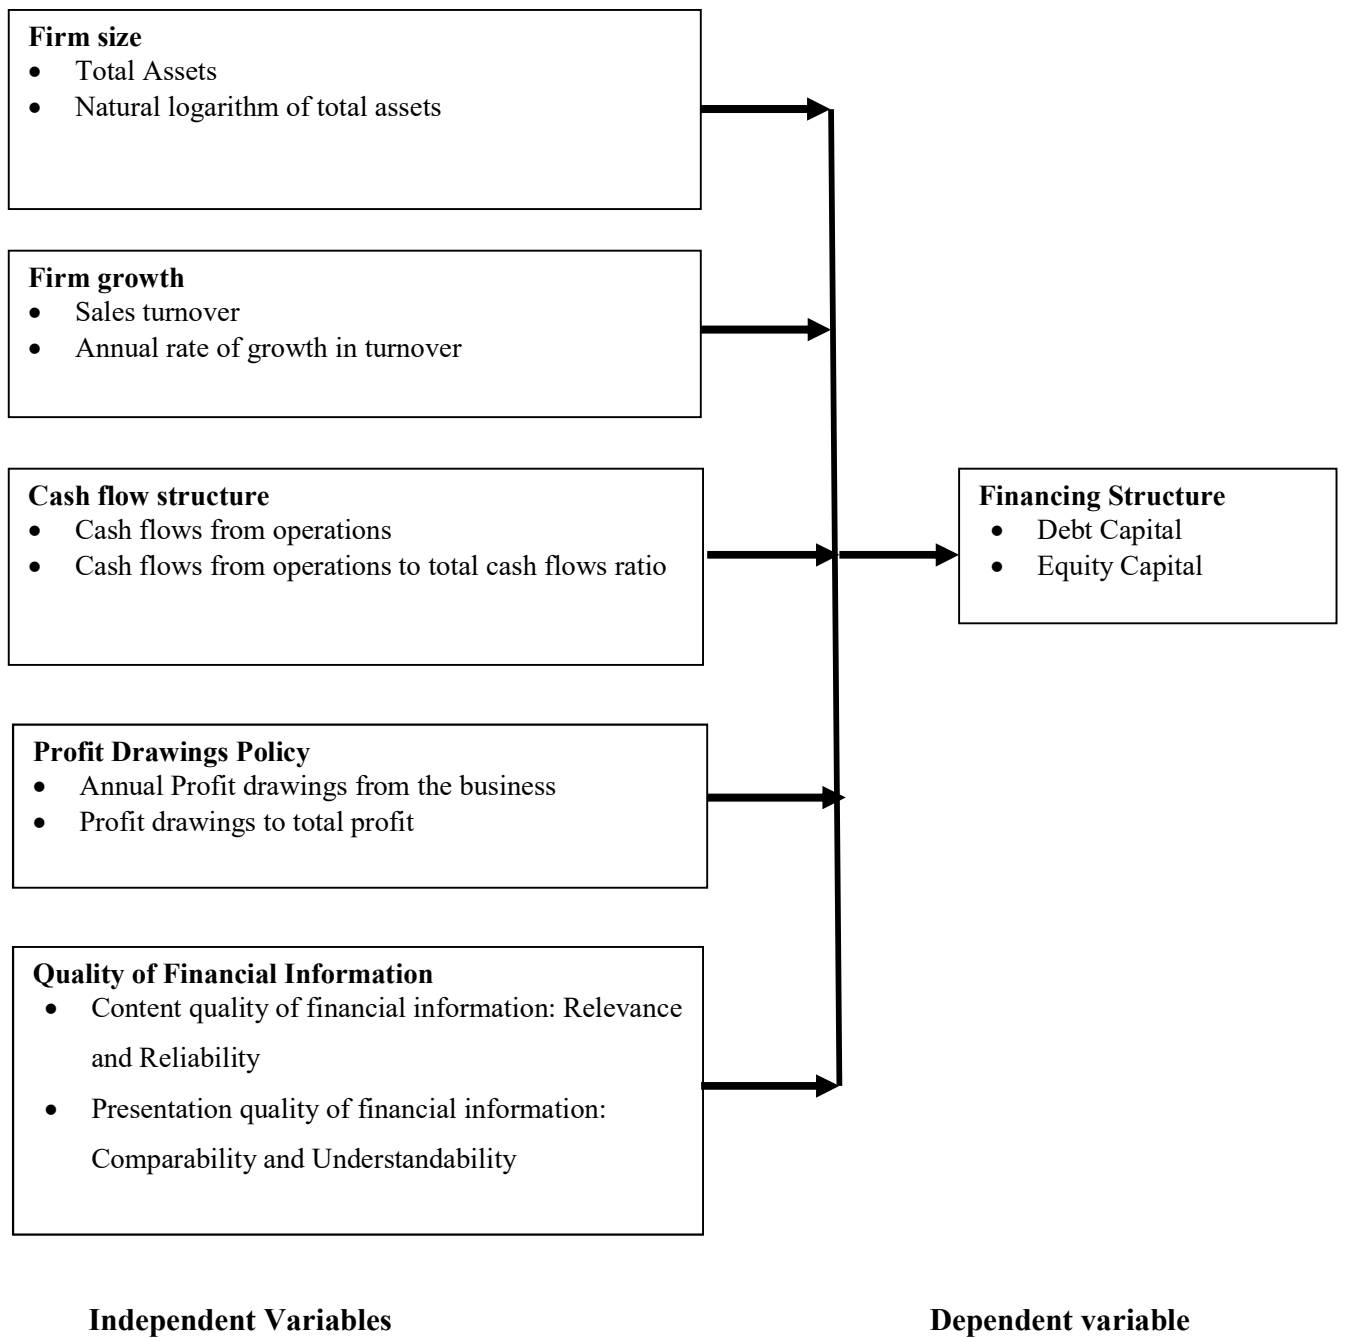 Firm size
• Total Assets
• Natural logarithm of total assets
Firm growth
• Sales turnover
• Annual rate of growth in turnover
Cash flow structure
• Cash flows from operations
• Cash flows from operations to total cash flows ratio
Financing Structure
• Debt Capital
• Equity Capital
Profit Drawings Policy
• Annual Profit drawings from the business
• Profit drawings to total profit
Quality of Financial Information
• Content quality of financial information: Relevance
and Reliability
• Presentation quality of financial information:
Comparability and Understandability
Independent Variables
Dependent variable